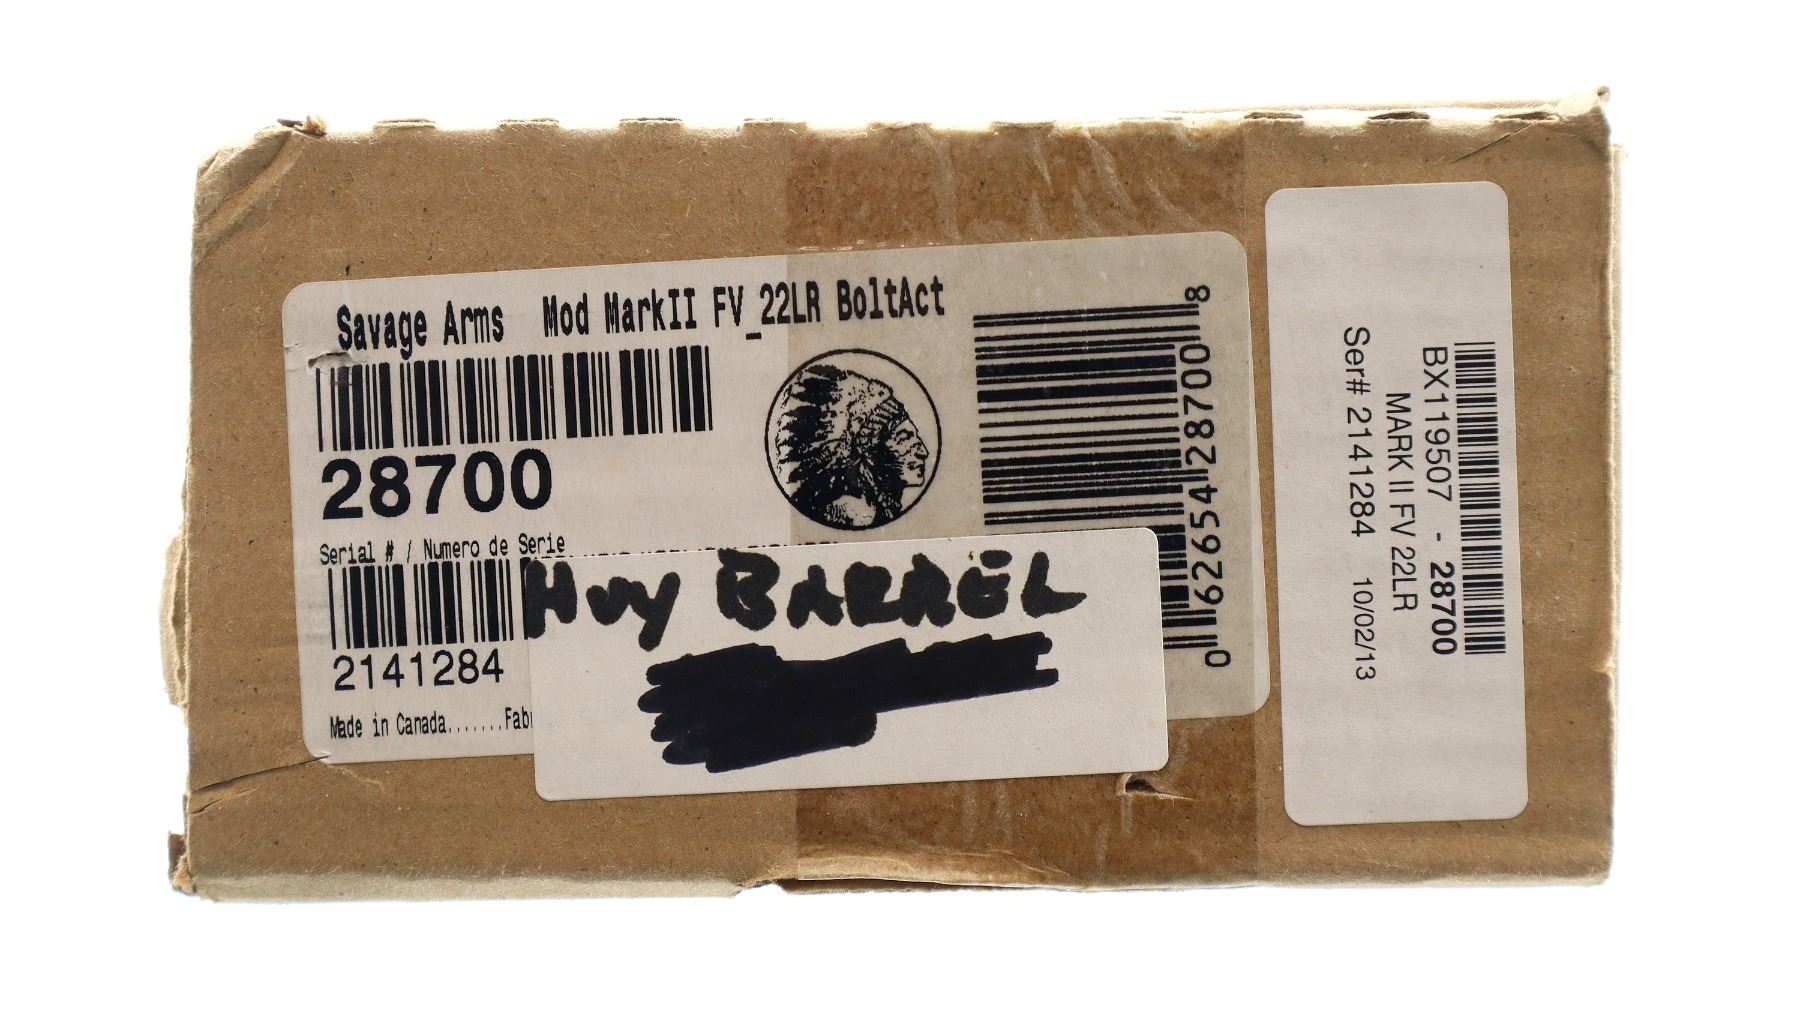 Savage Arms Mod MarkII FV_22LR BoltAct
28700
Serial # / Numero de Serie
2141284
Made in Canada.......Fab
Hvy BARREL
0 62654 28700 8
BX119507 - 28700
MARK II FV 22LR
Ser# 2141284 10/02/13